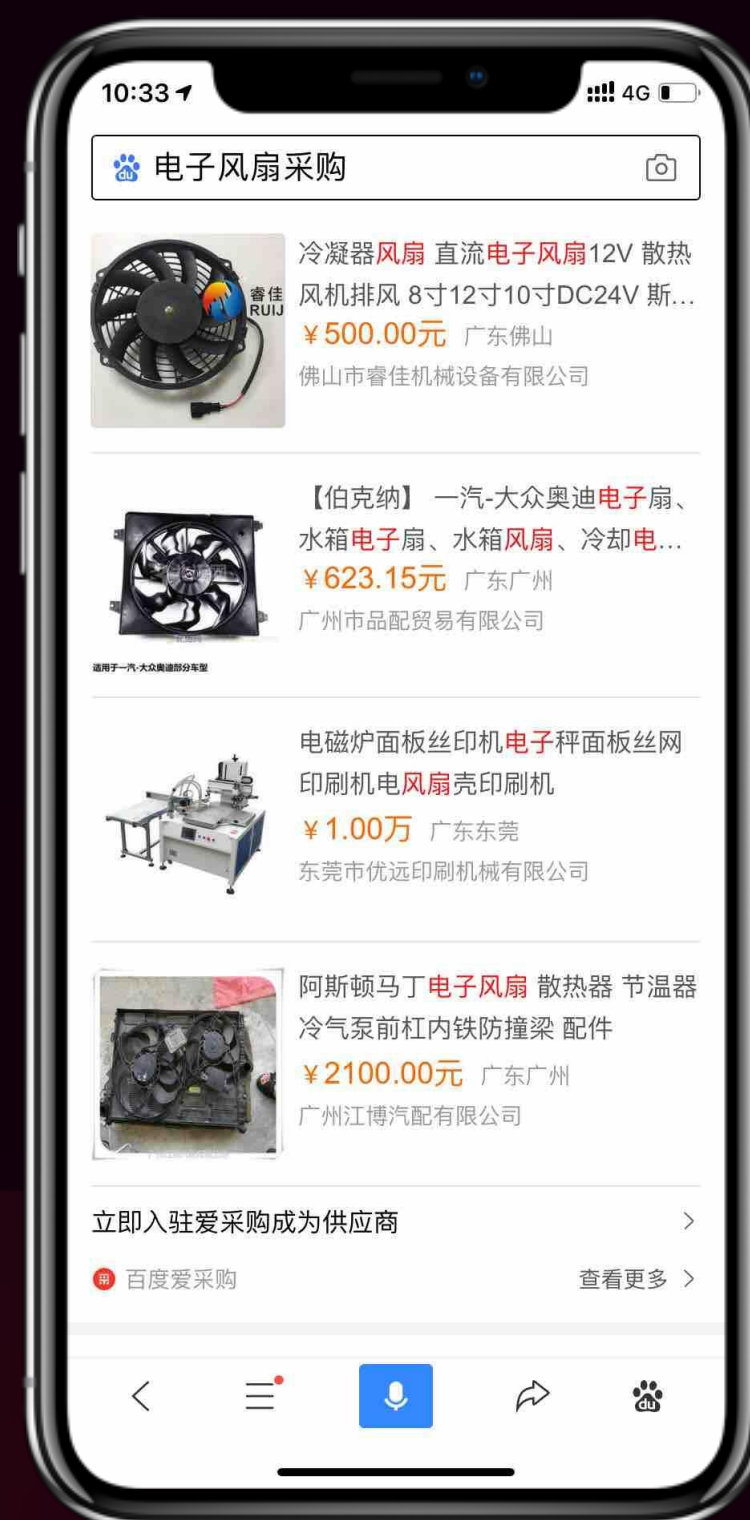 10:33
4G
du 电子风扇采购
冷凝器风扇 直流电子风扇12V 散热
风机排风 8寸12寸10寸DC24V 斯...
¥500.00元 广东佛山
佛山市睿佳机械设备有限公司
睿佳
RUIJ
【伯克纳】 一汽-大众奥迪电子扇、
水箱电子扇、水箱风扇、冷却电...
¥623.15元 广东广州
广州市品配贸易有限公司
适用于一汽-大众奥迪部分车型
电磁炉面板丝印机电子秤面板丝网
印刷机电风扇壳印刷机
¥1.00万 广东东莞
东莞市优远印刷机械有限公司
阿斯顿马丁电子风扇 散热器 节温器
冷气泵前杠内铁防撞梁 配件
¥2100.00元 广东广州
广州江博汽配有限公司
立即入驻爱采购成为供应商
采 百度爱采购
查看更多
du